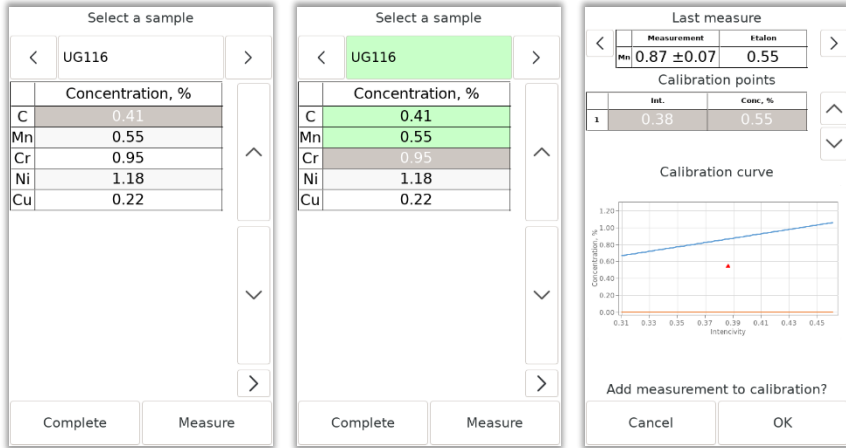 Select a sample
UG116
Concentration, %
C 0.41
Mn 0.55
Cr 0.95
Ni 1.18
Cu 0.22
Complete Measure
Select a sample
UG116
Concentration, %
C 0.41
Mn 0.55
Cr 0.95
Ni 1.18
Cu 0.22
Complete Measure
Last measure
Measurement Etalon
Mn 0.87 ±0.07 0.55
Calibration points
Int. Conc, %
1 0.38 0.55
Calibration curve
Concentration, %
1.20
1.00
0.80
0.60
0.40
0.20
0.00
0.31 0.33 0.35 0.37 0.39 0.41 0.43 0.45
Intencivity
Add measurement to calibration?
Cancel OK